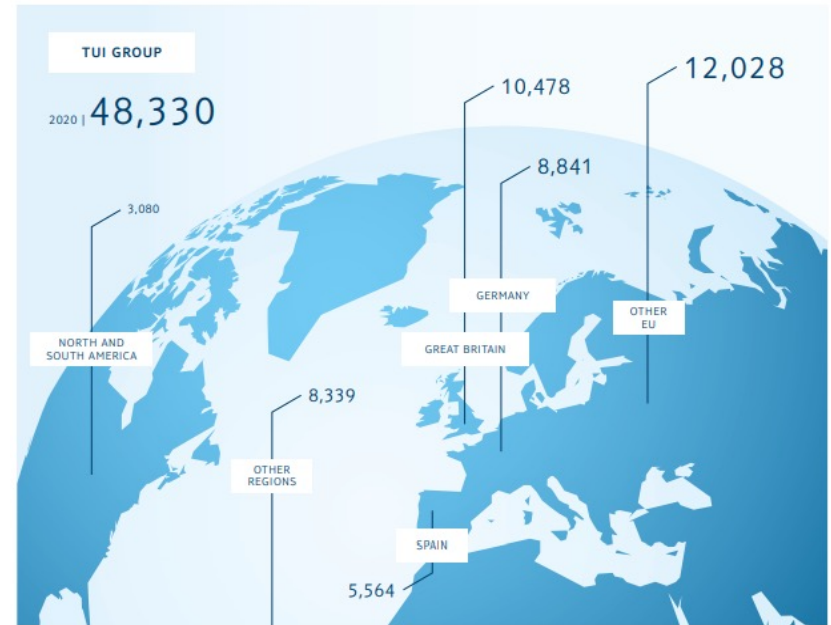 TUI GROUP
2020 | 48,330
12,028
10,478
8,841
3,080
GERMANY
OTHER
EU
NORTH AND
SOUTH AMERICA
GREAT BRITAIN
8,339
OTHER
REGIONS
SPAIN
5,564